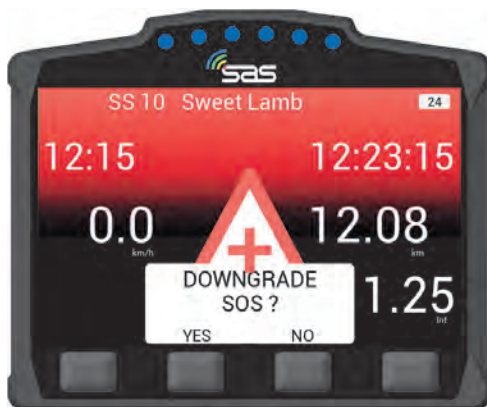 sas
SS 10 Sweet Lamb 24
12:15 12:23:15
0.0 12.08
km/h km
DOWNGRADE
SOS ?
1.25
Int
YES NO